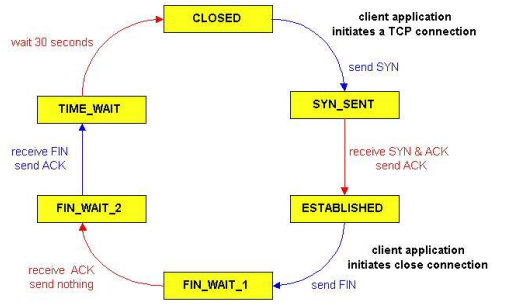 CLOSED
client application
initiates a TCP connection
wait 30 seconds
send SYN
TIME_WAIT
SYN_SENT
receive FIN
send ACK
receive SYN & ACK
send ACK
FIN_WAIT_2
ESTABLISHED
client application
initiates close connection
receive ACK
send nothing
FIN_WAIT_1
send FIN